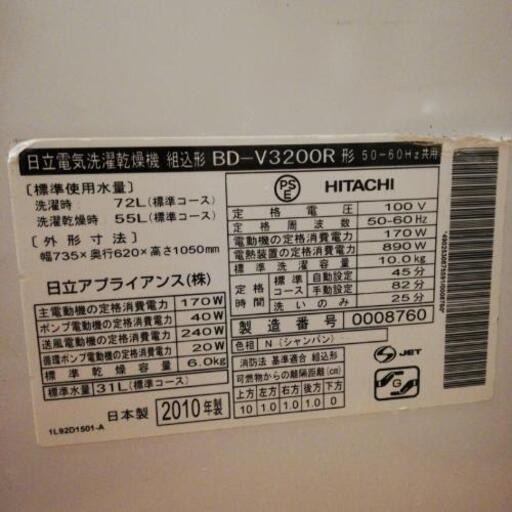 日立電気洗濯乾燥機 組込形 BD-V3200R 形 50-60Hz共用
〔標準使用水量〕
洗濯時 72L(標準コース)
洗濯乾燥時 55L(標準コース)
〔外形寸法〕
幅735×奥行620×高さ1050mm
日立アプライアンス(株)
主電動機の定格消費電力 170W
ポンプ電動機の定格消費電力 40W
送風電動機の定格消費電力 240W
循環ポンプ電動機の定格消費電力 20W
標準乾燥容量 6.0kg
標準水量 31L(標準コース)
日本製 2010年製
1L92D1501-A
PS
E
HITACHI
定格電圧 100V
定格周波数 50-60Hz
電動機の定格消費電力 170W
電熱装置の定格消費電力 890W
標準洗濯容量 10.0kg
定格時間 標準コース 自動設定 45分
手動設定 82分
洗いのみ 25分
製造番号 0008760
色相 N(シャンパン)
消防法 基準適合 組込形
可燃物からの離隔距離(cm)
上方 左方 右方 後方 下方
10 1.0 1.0 1.0 0
JET
G